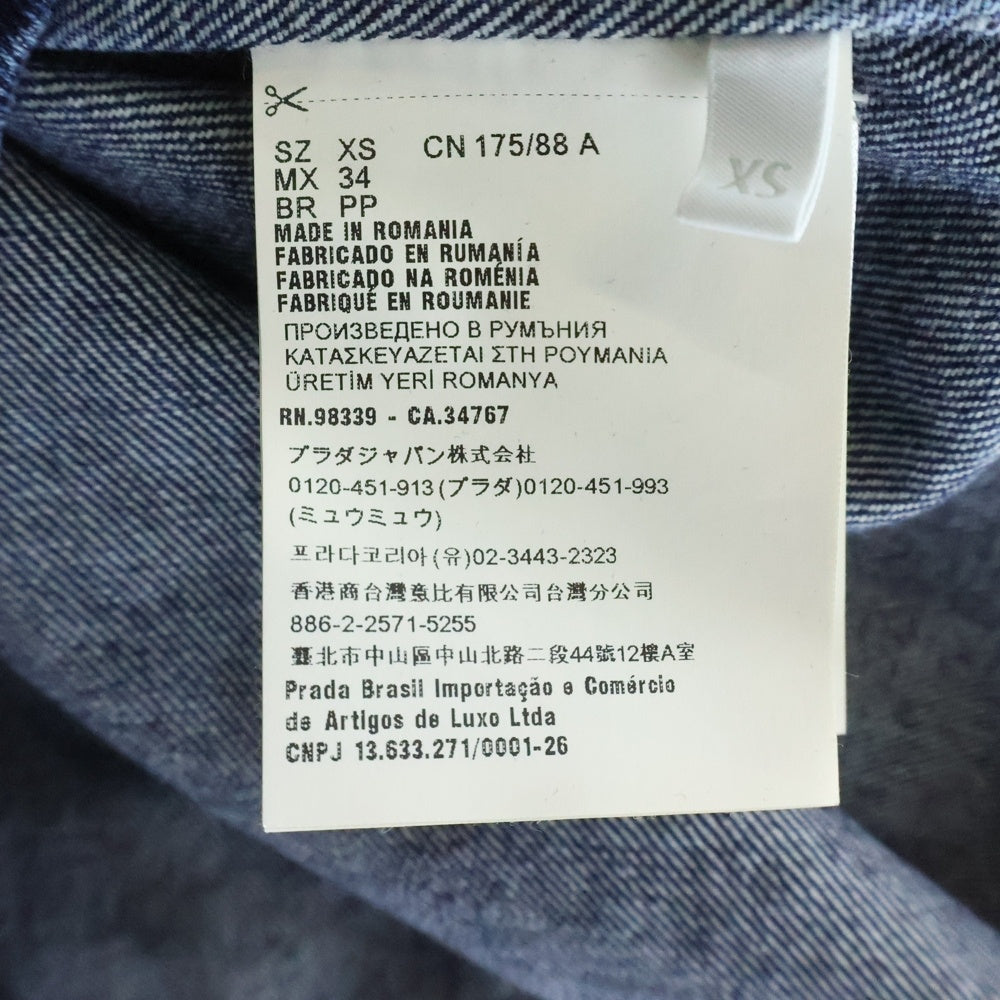 SZ XS CN 175/88 A
MX 34
BR PP
MADE IN ROMANIA
FABRICADO EN RUMANÍA
FABRICADO NA ROMÉNIA
FABRIQUÉ EN ROUMANIE
ПРОИЗВЕДЕНО В РУМЪНИЯ
ΚΑΤΑΣΚΕΥΑΖΕΤΑΙ ΣΤΗ ΡΟΥΜΑΝΙΑ
ÜRETİM YERİ ROMANYA
RN.98339 - CA.34767
プラダジャパン株式会社
0120-451-913(プラダ)0120-451-993
(ミュウミュウ)
프라다코리아(유)02-3443-2323
香港商台灣意比有限公司台灣分公司
886-2-2571-5255
臺北市中山區中山北路二段44號12樓A室
Prada Brasil Importação e Comércio
de Artigos de Luxo Ltda
CNPJ 13.633.271/0001-26
XS